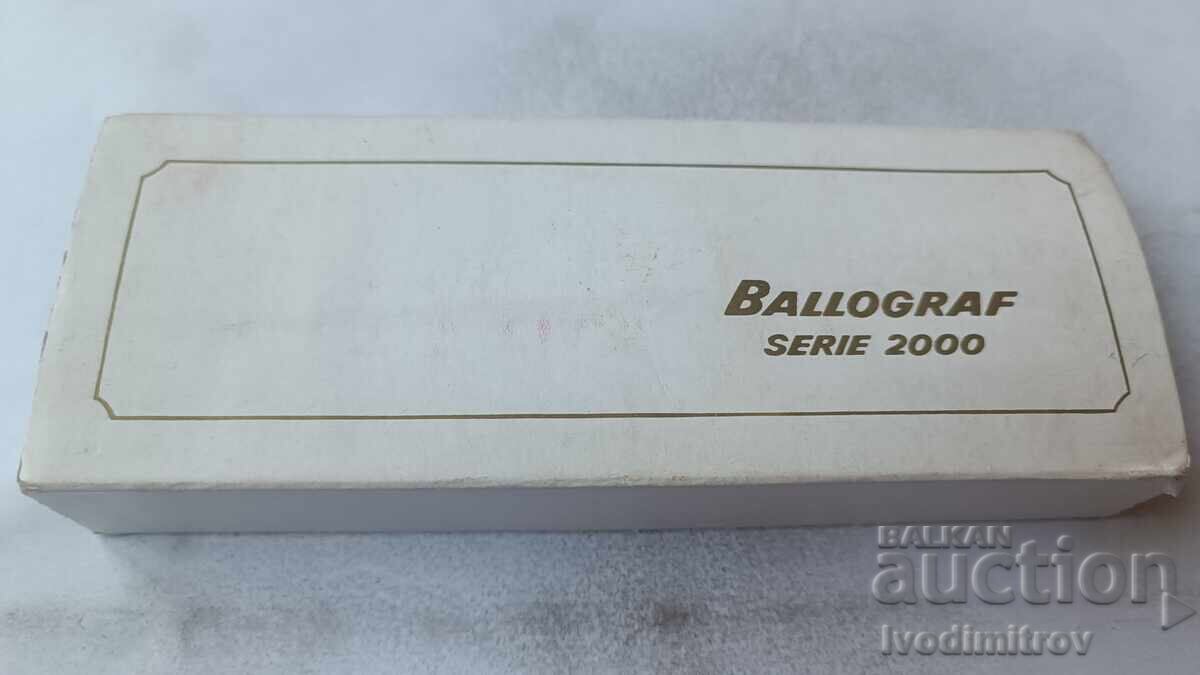 BALLOGRAF
SERIE 2000
BALKAN
auction
Ivodimitrov